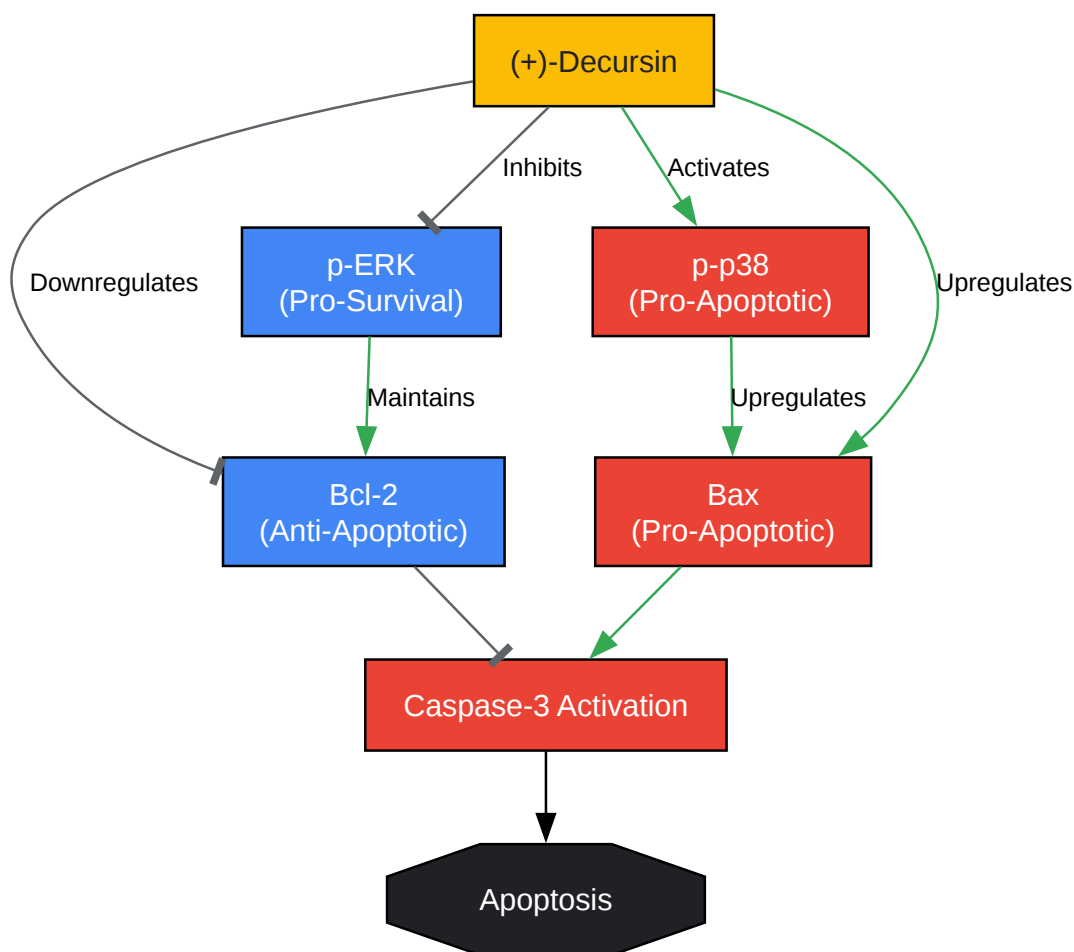 (+)-Decursin
Inhibits
Activates
p-ERK
(Pro-Survival)
p-p38
(Pro-Apoptotic)
Downregulates
Upregulates
Maintains
Upregulates
Bcl-2
(Anti-Apoptotic)
Bax
(Pro-Apoptotic)
Caspase-3 Activation
Apoptosis